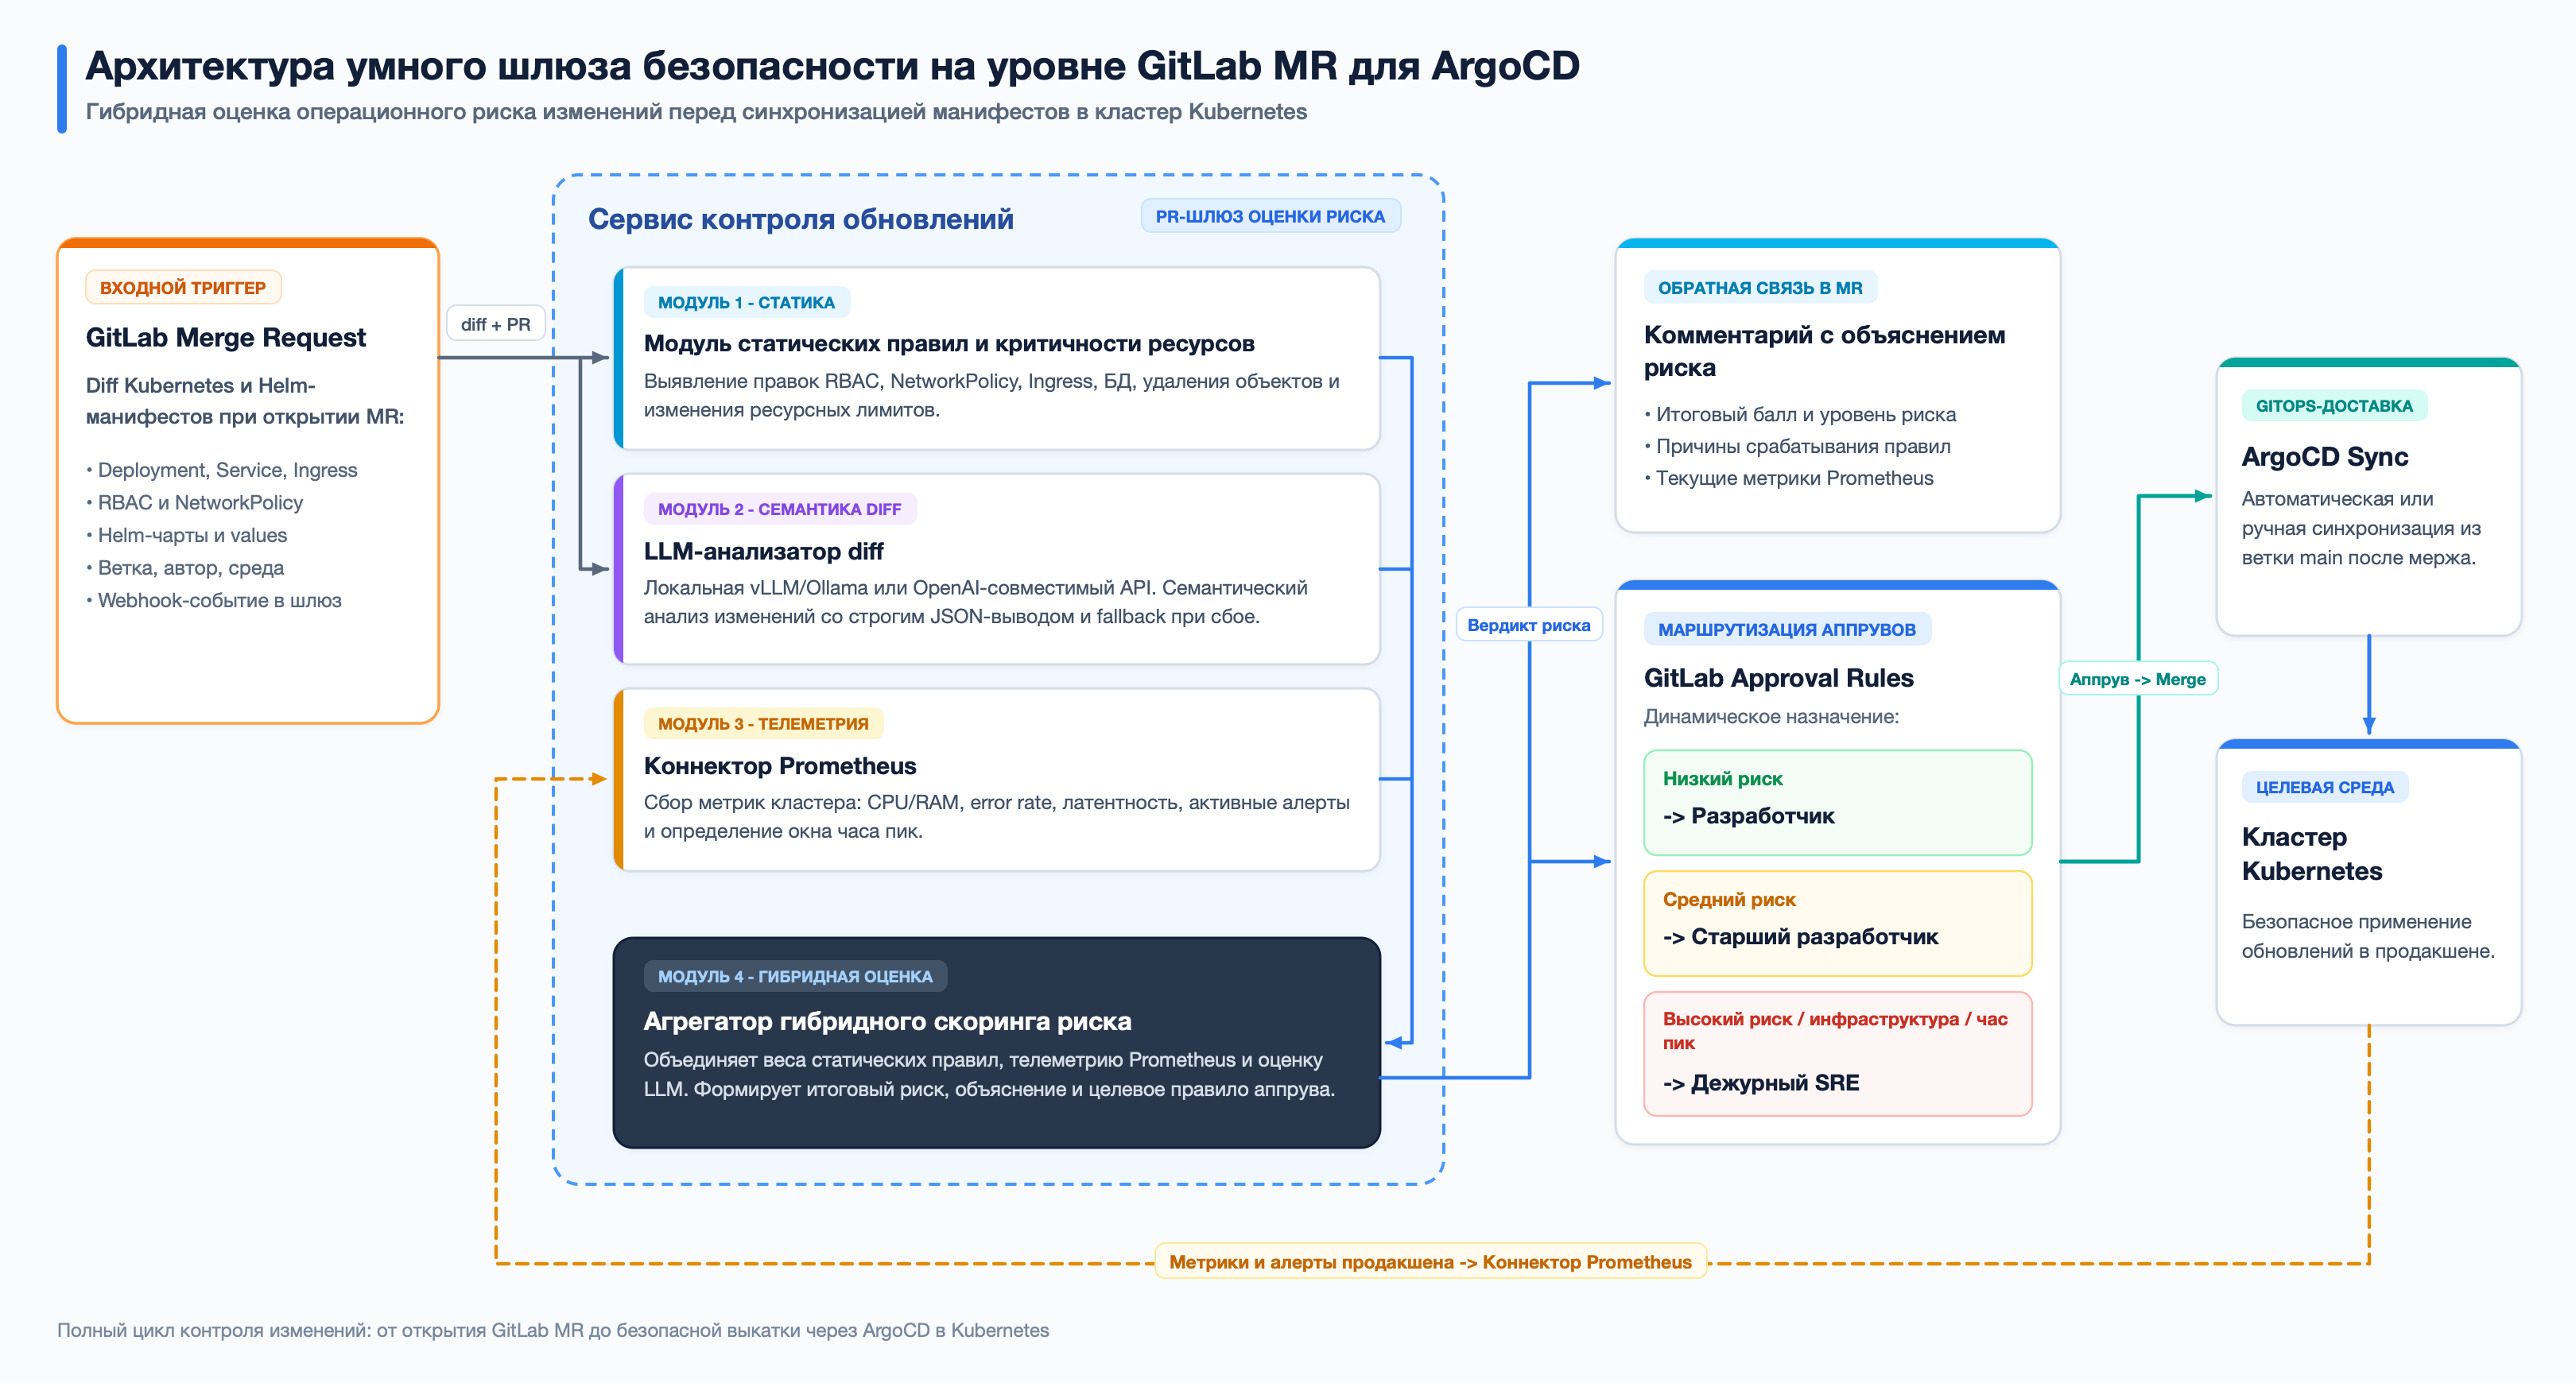 Архитектура умного шлюза безопасности на уровне GitLab MR для ArgoCD
Гибридная оценка операционного риска изменений перед синхронизацией манифестов в кластер Kubernetes
ВХОДНОЙ ТРИГГЕР
GitLab Merge Request
Diff Kubernetes и Helm-
манифестов при открытии MR:
• Deployment, Service, Ingress
• RBAC и NetworkPolicy
• Helm-чарты и values
• Ветка, автор, среда
• Webhook-событие в шлюз
diff + PR
Сервис контроля обновлений
PR-ШЛЮЗ ОЦЕНКИ РИСКА
МОДУЛЬ 1 - СТАТИКА
Модуль статических правил и критичности ресурсов
Выявление правок RBAC, NetworkPolicy, Ingress, БД, удаления объектов и
изменения ресурсных лимитов.
МОДУЛЬ 2 - СЕМАНТИКА DIFF
LLM-анализатор diff
Локальная vLLM/Ollama или OpenAI-совместимый API. Семантический
анализ изменений со строгим JSON-выводом и fallback при сбое.
МОДУЛЬ 3 - ТЕЛЕМЕТРИЯ
Коннектор Prometheus
Сбор метрик кластера: CPU/RAM, error rate, латентность, активные алерты
и определение окна часа пик.
МОДУЛЬ 4 - ГИБРИДНАЯ ОЦЕНКА
Агрегатор гибридного скоринга риска
Объединяет веса статических правил, телеметрию Prometheus и оценку
LLM. Формирует итоговый риск, объяснение и целевое правило аппрува.
Вердикт риска
ОБРАТНАЯ СВЯЗЬ В MR
Комментарий с объяснением
риска
• Итоговый балл и уровень риска
• Причины срабатывания правил
• Текущие метрики Prometheus
МАРШРУТИЗАЦИЯ АППРУВОВ
GitLab Approval Rules
Динамическое назначение:
Низкий риск
-> Разработчик
Средний риск
-> Старший разработчик
Высокий риск / инфраструктура / час
пик
-> Дежурный SRE
Аппрув -> Merge
GITOPS-ДОСТАВКА
ArgoCD Sync
Автоматическая или
ручная синхронизация из
ветки main после мержа.
ЦЕЛЕВАЯ СРЕДА
Кластер
Kubernetes
Безопасное применение
обновлений в продакшене.
Метрики и алерты продакшена -> Коннектор Prometheus
Полный цикл контроля изменений: от открытия GitLab MR до безопасной выкатки через ArgoCD в Kubernetes